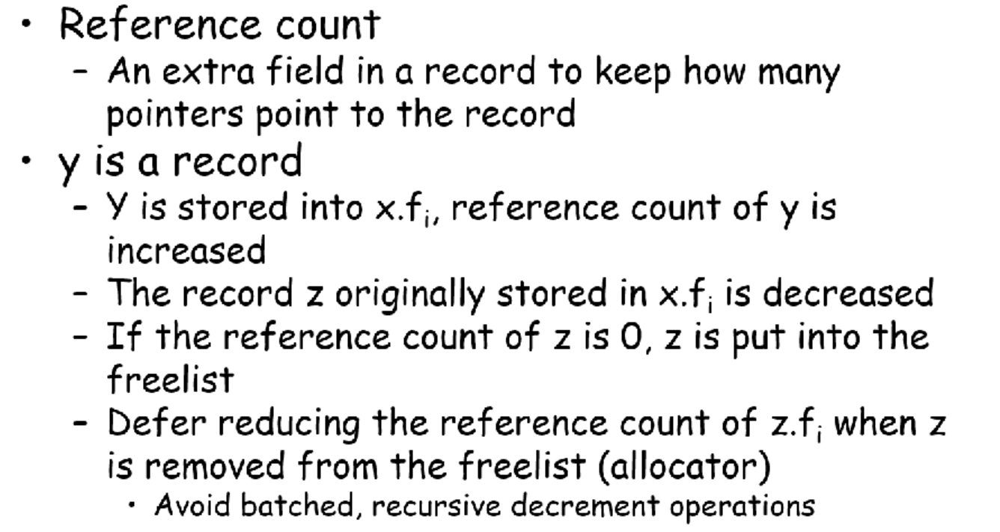 • Reference count
– An extra field in a record to keep how many
pointers point to the record
• y is a record
– Y is stored into x.fᵢ, reference count of y is
increased
– The record z originally stored in x.fᵢ is decreased
– If the reference count of z is 0, z is put into the
freelist
– Defer reducing the reference count of z.fᵢ when z
is removed from the freelist (allocator)
• Avoid batched, recursive decrement operations